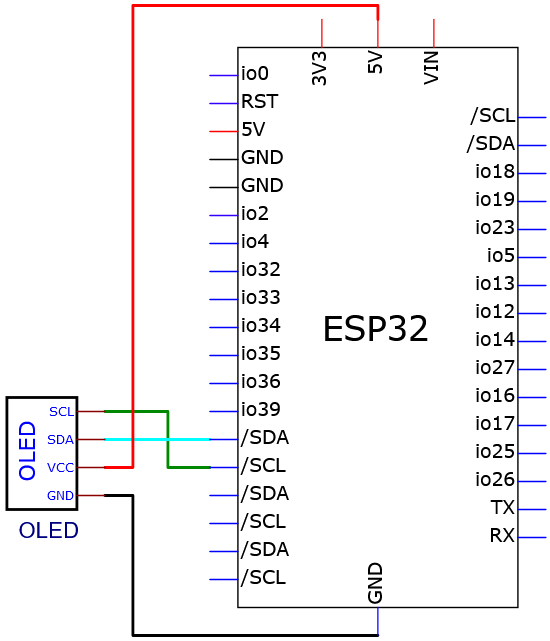 3V3
5V
VIN
io0
RST
5V
GND
GND
io2
io4
io32
io33
io34
io35
io36
io39
/SDA
/SCL
/SDA
/SCL
/SDA
/SCL
/SCL
/SDA
io18
io19
io23
io5
io13
io12
io14
io27
io16
io17
io25
io26
TX
RX
ESP32
GND
OLED
SCL
SDA
VCC
GND
OLED